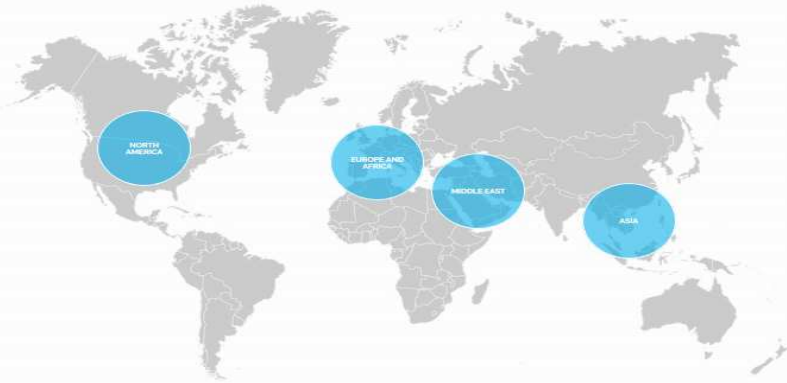 NORTH
AMERICA
EUROPE AND
AFRICA
MIDDLE EAST
ASIA